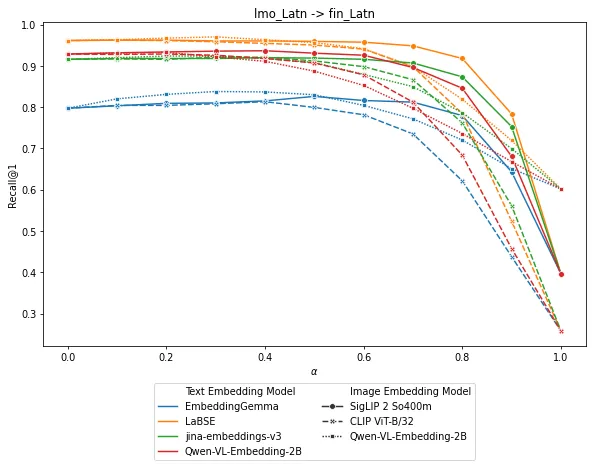 lmo_Latn -> fin_Latn
Recall@1
1.0
0.9
0.8
0.7
0.6
0.5
0.4
0.3
0.0 0.2 0.4 0.6 0.8 1.0
α
Text Embedding Model Image Embedding Model
EmbeddingGemma SigLIP 2 So400m
LaBSE CLIP ViT-B/32
jina-embeddings-v3 Qwen-VL-Embedding-2B
Qwen-VL-Embedding-2B